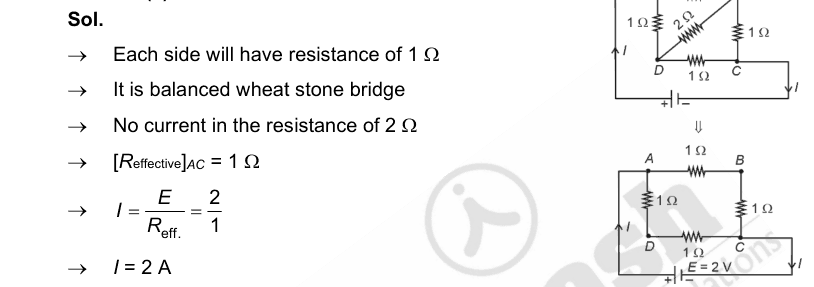 Sol.
→ Each side will have resistance of 1 Ω
→ It is balanced wheat stone bridge
→ No current in the resistance of 2 Ω
→ [Reffective]AC = 1 Ω
→ I = E / Reff. = 2 / 1
→ I = 2 A
1 Ω 2 Ω 1 Ω
I
D 1 Ω C
I
+ −
⇓
A 1 Ω B
1 Ω 1 Ω
I
D 1 Ω C
E = 2 V I
+ −